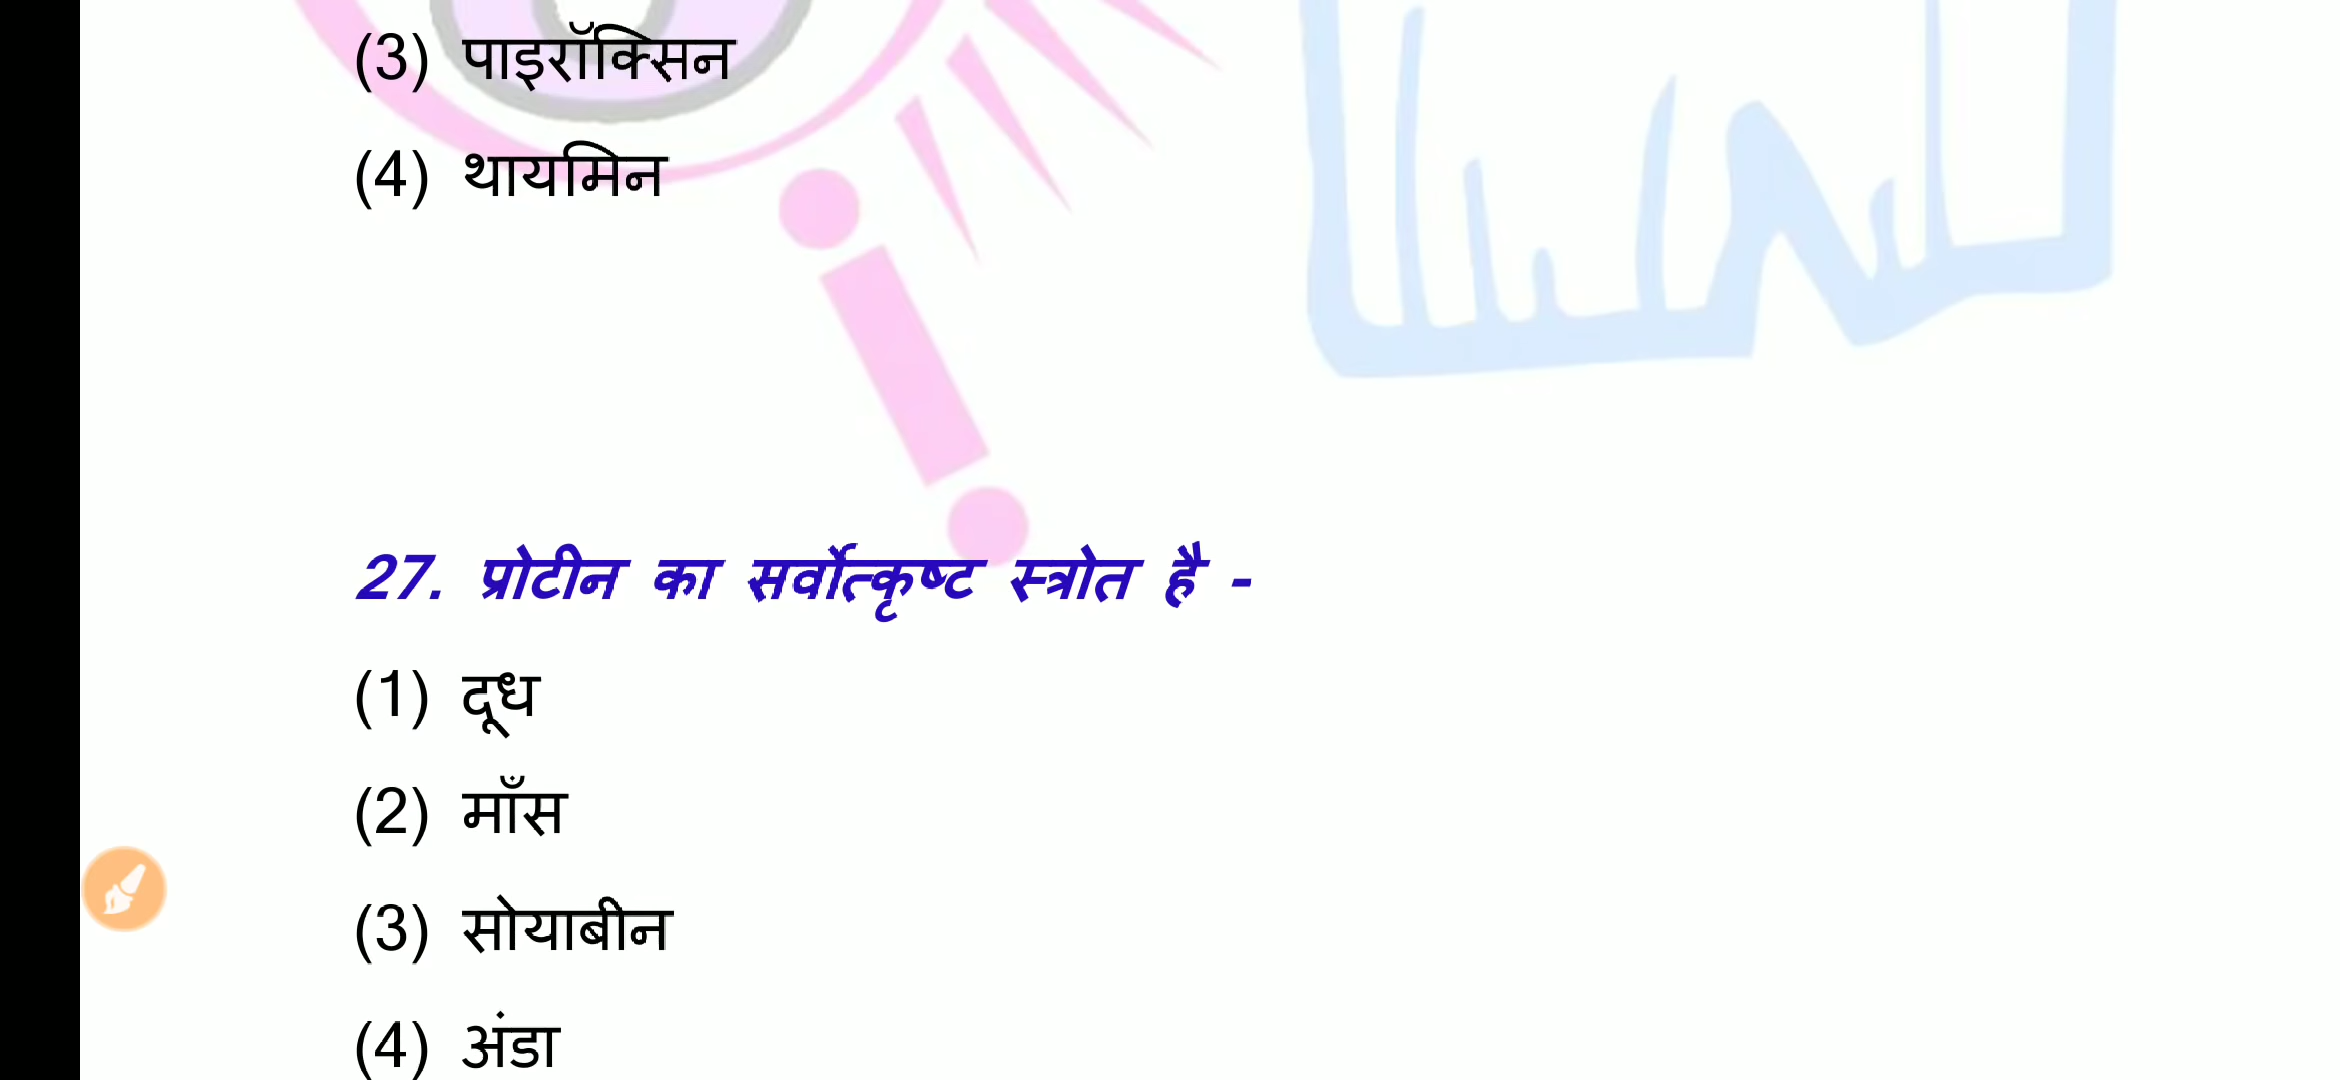 (3) पाइरॉक्सिन
(4) थायमिन
27. प्रोटीन का सर्वोत्कृष्ट स्त्रोत है -
(1) दूध
(2) माँस
(3) सोयाबीन
(4) अंडा